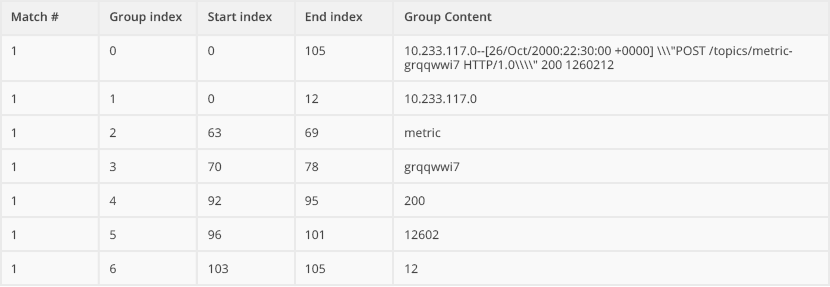 Match # Group index Start index End index Group Content
1 0 0 105 10.233.117.0--[26/Oct/2000:22:30:00 +0000] \\\"POST /topics/metric-
grqqwwi7 HTTP/1.0\\\\" 200 1260212
1 1 0 12 10.233.117.0
1 2 63 69 metric
1 3 70 78 grqqwwi7
1 4 92 95 200
1 5 96 101 12602
1 6 103 105 12